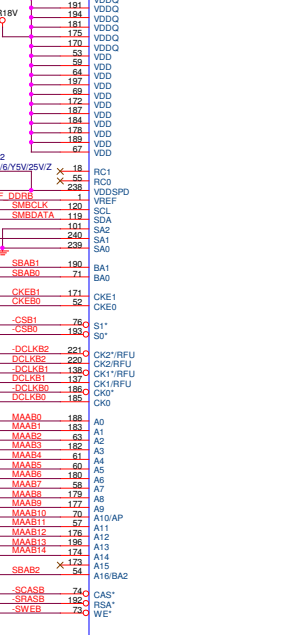 VDDQ
191 VDDQ
R18V 194 VDDQ
181 VDDQ
175 VDDQ
170 VDDQ
53 VDD
59 VDD
64 VDD
197 VDD
69 VDD
172 VDD
187 VDD
184 VDD
178 VDD
189 VDD
67 VDD
2
/6/Y5V/25V/Z 18 RC1
55 RC0
238 VDDSPD
F_DDRB 1 VREF
SMBCLK 120 SCL
SMBDATA 119 SDA
101 SA2
240 SA1
239 SA0
SBAB1 190 BA1
SBAB0 71 BA0
CKEB1 171 CKE1
CKEB0 52 CKE0
-CSB1 76 S1*
-CSB0 193 S0*
-DCLKB2 221 CK2*/RFU
DCLKB2 220 CK2/RFU
-DCLKB1 138 CK1*/RFU
DCLKB1 137 CK1/RFU
-DCLKB0 186 CK0*
DCLKB0 185 CK0
MAAB0 188 A0
MAAB1 183 A1
MAAB2 63 A2
MAAB3 182 A3
MAAB4 61 A4
MAAB5 60 A5
MAAB6 180 A6
MAAB7 58 A7
MAAB8 179 A8
MAAB9 177 A9
MAAB10 70 A10/AP
MAAB11 57 A11
MAAB12 176 A12
MAAB13 196 A13
MAAB14 174 A14
173 A15
SBAB2 54 A16/BA2
-SCASB 74 CAS*
-SRASB 192 RSA*
-SWEB 73 WE*